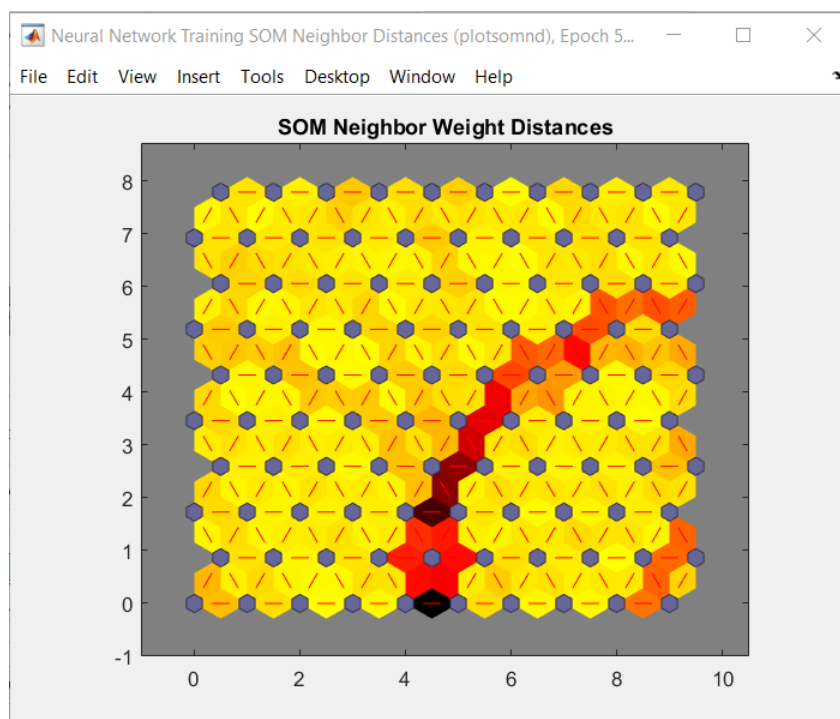 Neural Network Training SOM Neighbor Distances (plotsomnd), Epoch 5...
File Edit View Insert Tools Desktop Window Help
SOM Neighbor Weight Distances
8
7
6
5
4
3
2
1
0
-1
0 2 4 6 8 10